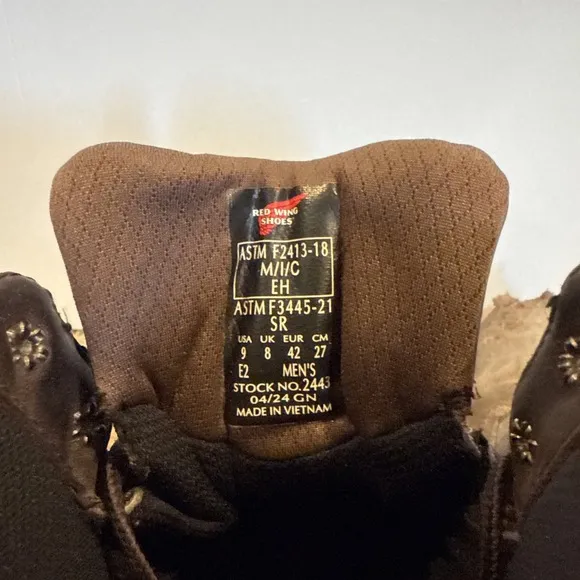 RED WING
SHOES
ASTM F2413-18
M/I/C
EH
ASTM F3445-21
SR
USA UK EUR CM
9 8 42 27
E2 MEN'S
STOCK NO. 2443
04/24 GN
MADE IN VIETNAM